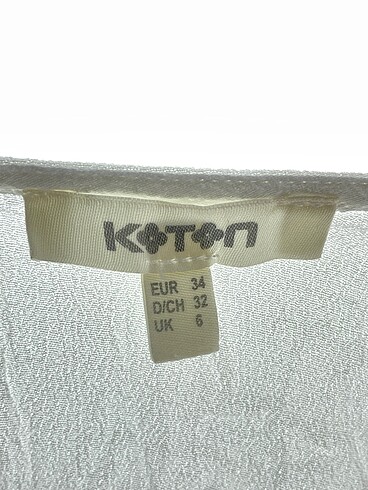 KOTON
EUR 34
D/CH 32
UK 6